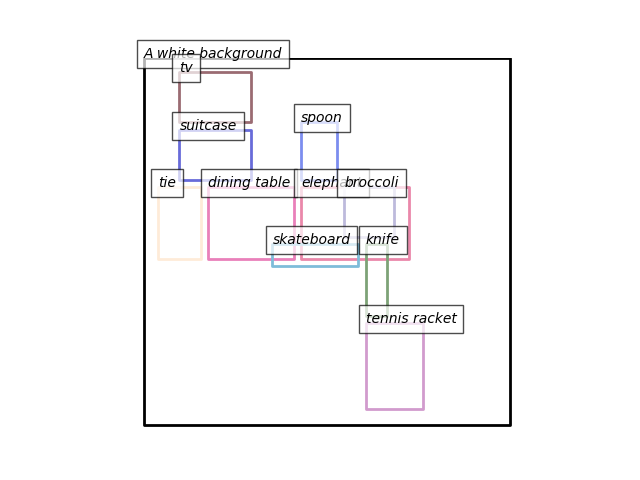 A white background
tv
suitcase
spoon
tie
dining table
elephant
broccoli
skateboard
knife
tennis racket